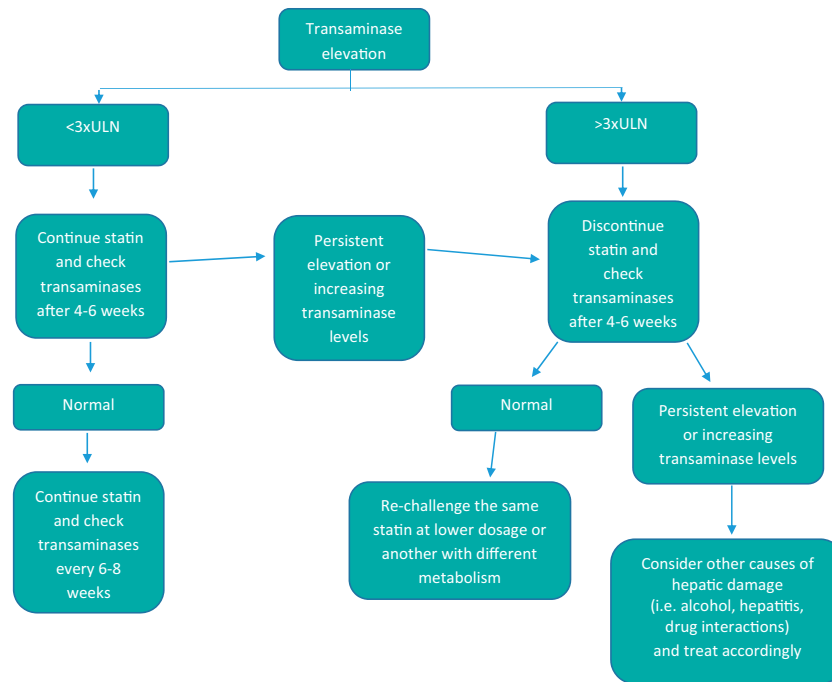 Transaminase
elevation
<3xULN
>3xULN
Continue statin
and check
transaminases
after 4-6 weeks
Persistent
elevation or
increasing
transaminase
levels
Discontinue
statin and
check
transaminases
after 4-6 weeks
Normal
Normal
Persistent elevation
or increasing
transaminase levels
Continue statin
and check
transaminases
every 6-8
weeks
Re-challenge the same
statin at lower dosage or
another with different
metabolism
Consider other causes of
hepatic damage
(i.e. alcohol, hepatitis,
drug interactions)
and treat accordingly